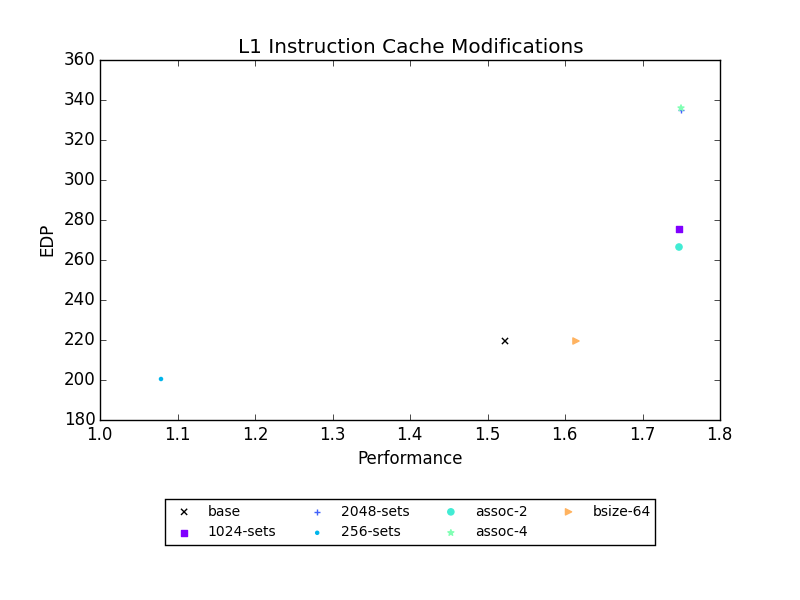 L1 Instruction Cache Modifications
360
340
320
300
280
260
240
220
200
180
EDP
1.0 1.1 1.2 1.3 1.4 1.5 1.6 1.7 1.8
Performance
base 2048-sets assoc-2 bsize-64
1024-sets 256-sets assoc-4